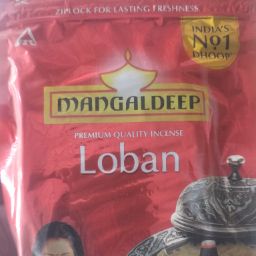 ZIPLOCK FOR LASTING FRESHNESS
INDIA'S
No1
DHOOP
MANGALDEEP
PREMIUM QUALITY INCENSE
Loban